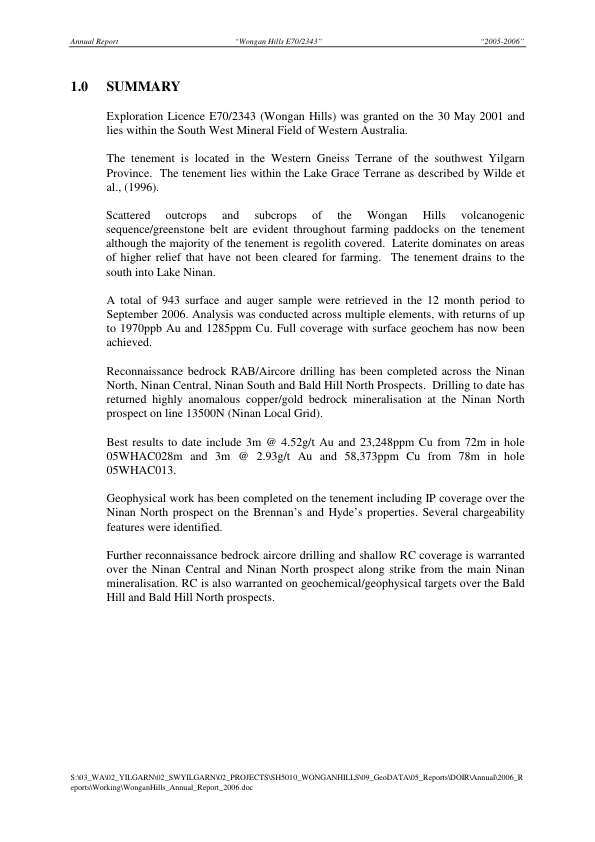 Annual Report "Wongan Hills E70/2343" "2005-2006"
1.0 SUMMARY
Exploration Licence E70/2343 (Wongan Hills) was granted on the 30 May 2001 and
lies within the South West Mineral Field of Western Australia.
The tenement is located in the Western Gneiss Terrane of the southwest Yilgarn
Province. The tenement lies within the Lake Grace Terrane as described by Wilde et
al., (1996).
Scattered outcrops and subcrops of the Wongan Hills volcanogenic
sequence/greenstone belt are evident throughout farming paddocks on the tenement
although the majority of the tenement is regolith covered. Laterite dominates on areas
of higher relief that have not been cleared for farming. The tenement drains to the
south into Lake Ninan.
A total of 943 surface and auger sample were retrieved in the 12 month period to
September 2006. Analysis was conducted across multiple elements, with returns of up
to 1970ppb Au and 1285ppm Cu. Full coverage with surface geochem has now been
achieved.
Reconnaissance bedrock RAB/Aircore drilling has been completed across the Ninan
North, Ninan Central, Ninan South and Bald Hill North Prospects. Drilling to date has
returned highly anomalous copper/gold bedrock mineralisation at the Ninan North
prospect on line 13500N (Ninan Local Grid).
Best results to date include 3m @ 4.52g/t Au and 23,248ppm Cu from 72m in hole
05WHAC028m and 3m @ 2.93g/t Au and 58,373ppm Cu from 78m in hole
05WHAC013.
Geophysical work has been completed on the tenement including IP coverage over the
Ninan North prospect on the Brennan's and Hyde's properties. Several chargeability
features were identified.
Further reconnaissance bedrock aircore drilling and shallow RC coverage is warranted
over the Ninan Central and Ninan North prospect along strike from the main Ninan
mineralisation. RC is also warranted on geochemical/geophysical targets over the Bald
Hill and Bald Hill North prospects.
S:\03_WA\02_YILGARN\02_SWYILGARN\02_PROJECTS\SH5010_WONGANHILLS\09_GeoDATA\05_Reports\DOIR\Annual\2006_R
eports\Working\WonganHills_Annual_Report_2006.doc